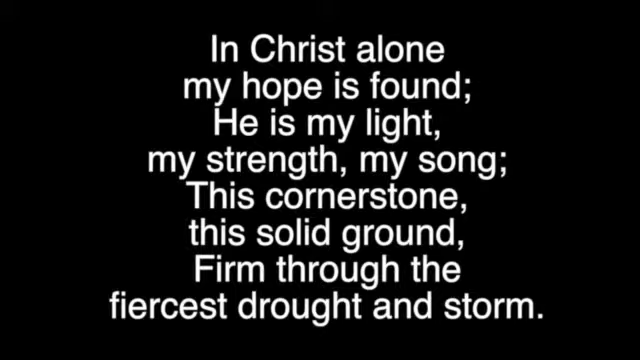 In Christ alone
my hope is found;
He is my light,
my strength, my song;
This cornerstone,
this solid ground,
Firm through the
fiercest drought and storm.